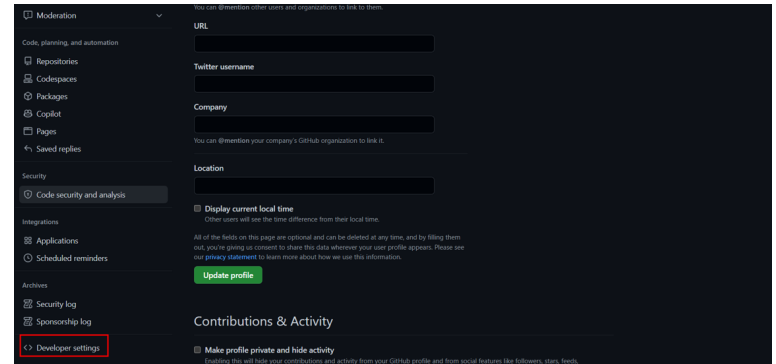 Moderation
Code, planning, and automation
Repositories
Codespaces
Packages
Copilot
Pages
Saved replies
Security
Code security and analysis
Integrations
Applications
Scheduled reminders
Archives
Security log
Sponsorship log
Developer settings
You can @mention other users and organizations to link to them.
URL
Twitter username
Company
You can @mention your company's GitHub organization to link it.
Location
Display current local time
Other users will see the time difference from their local time.
All of the fields on this page are optional and can be deleted at any time, and by filling them
out, you're giving us consent to share this data wherever your user profile appears. Please see
our privacy statement to learn more about how we use this information.
Update profile
Contributions & Activity
Make profile private and hide activity
Enabling this will hide your contributions and activity from your GitHub profile and from social features like followers, stars, feeds,